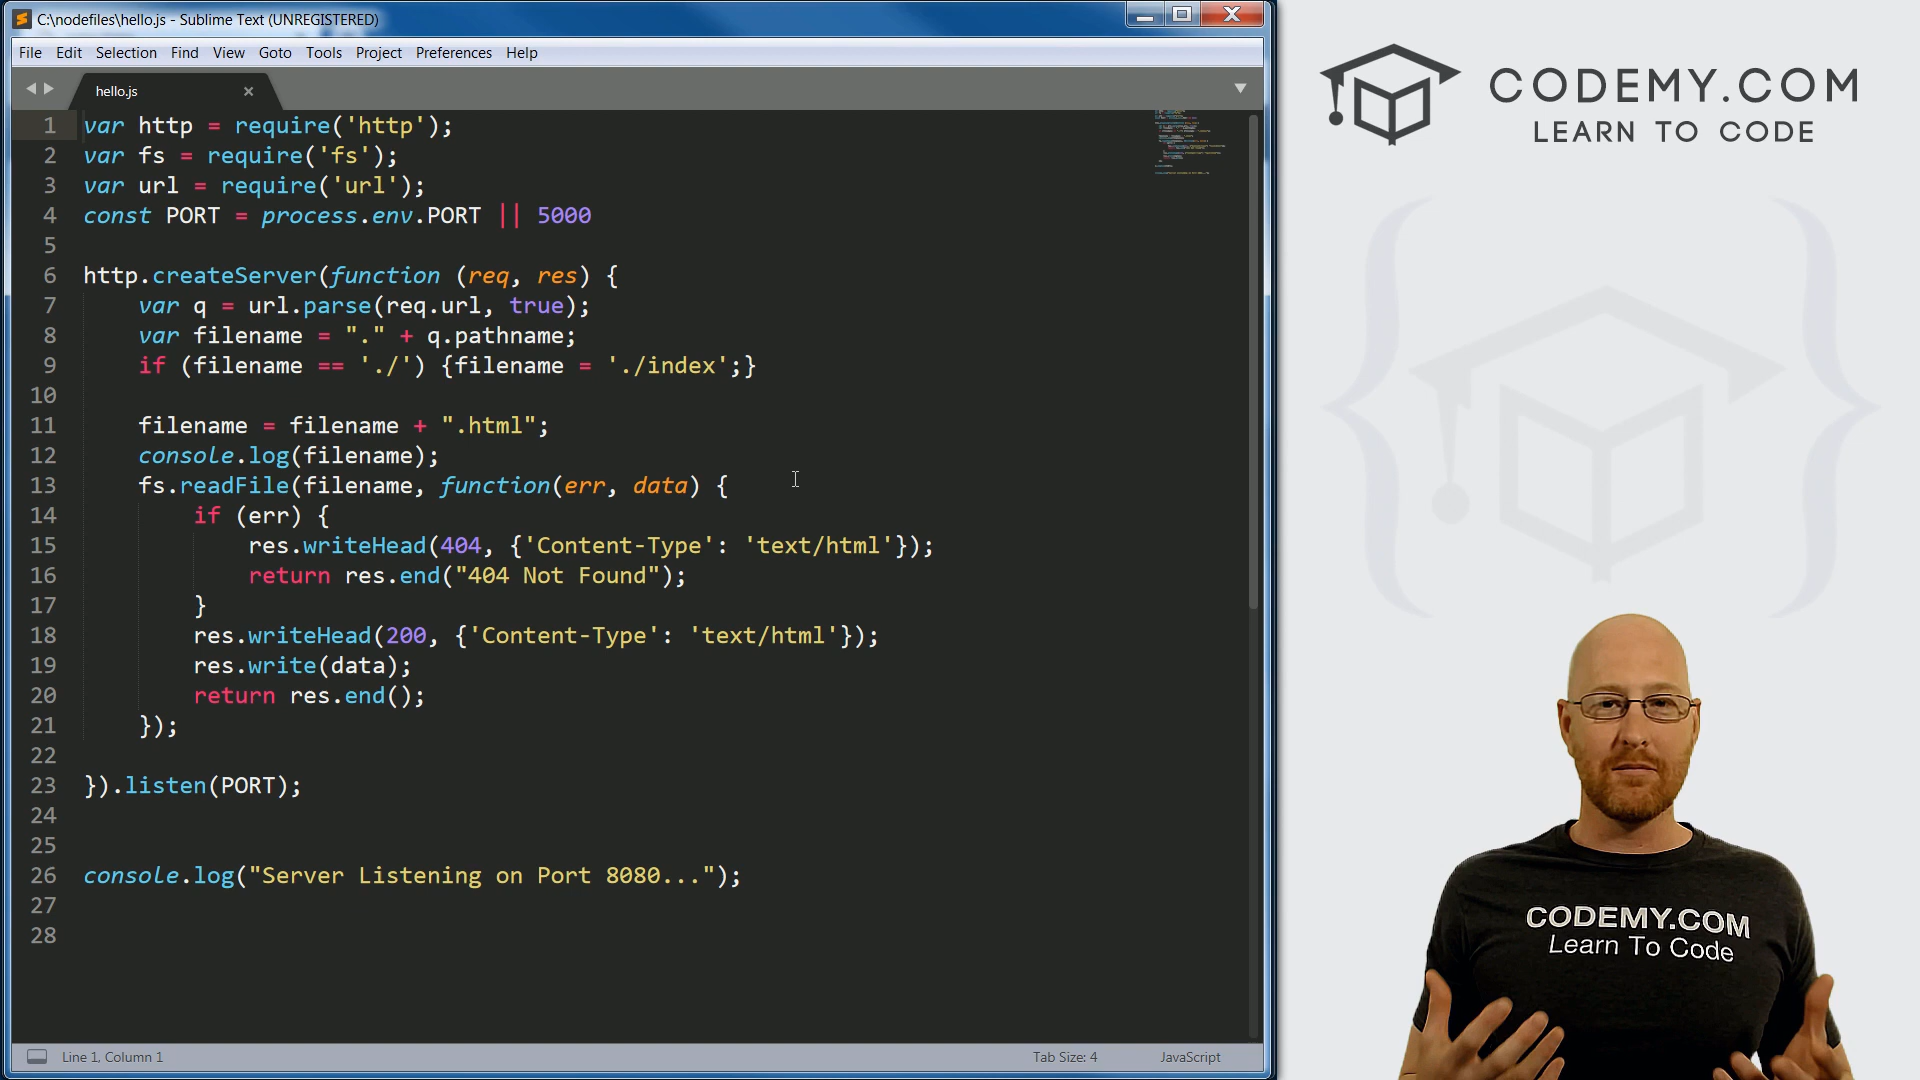 C:\nodefiles\hello.js - Sublime Text (UNREGISTERED)
File Edit Selection Find View Goto Tools Project Preferences Help
hello.js
1 var http = require('http');
2 var fs = require('fs');
3 var url = require('url');
4 const PORT = process.env.PORT || 5000
5
6 http.createServer(function (req, res) {
7 var q = url.parse(req.url, true);
8 var filename = "." + q.pathname;
9 if (filename == './') {filename = './index';}
10
11 filename = filename + ".html";
12 console.log(filename);
13 fs.readFile(filename, function(err, data) {
14 if (err) {
15 res.writeHead(404, {'Content-Type': 'text/html'});
16 return res.end("404 Not Found");
17 }
18 res.writeHead(200, {'Content-Type': 'text/html'});
19 res.write(data);
20 return res.end();
21 });
22
23 }).listen(PORT);
24
25
26 console.log("Server Listening on Port 8080...");
27
28
Line 1, Column 1
Tab Size: 4
JavaScript
CODEMY.COM
LEARN TO CODE
CODEMY.COM
Learn To Code